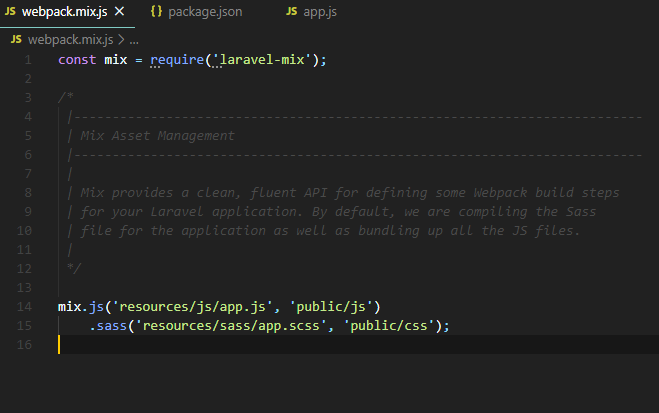 JS webpack.mix.js × {} package.json JS app.js
JS webpack.mix.js > ...
1 const mix = require('laravel-mix');
2
3 /*
4 |--------------------------------------------------------------------------
5 | Mix Asset Management
6 |--------------------------------------------------------------------------
7 |
8 | Mix provides a clean, fluent API for defining some Webpack build steps
9 | for your Laravel application. By default, we are compiling the Sass
10 | file for the application as well as bundling up all the JS files.
11 |
12 */
13
14 mix.js('resources/js/app.js', 'public/js')
15 .sass('resources/sass/app.scss', 'public/css');
16